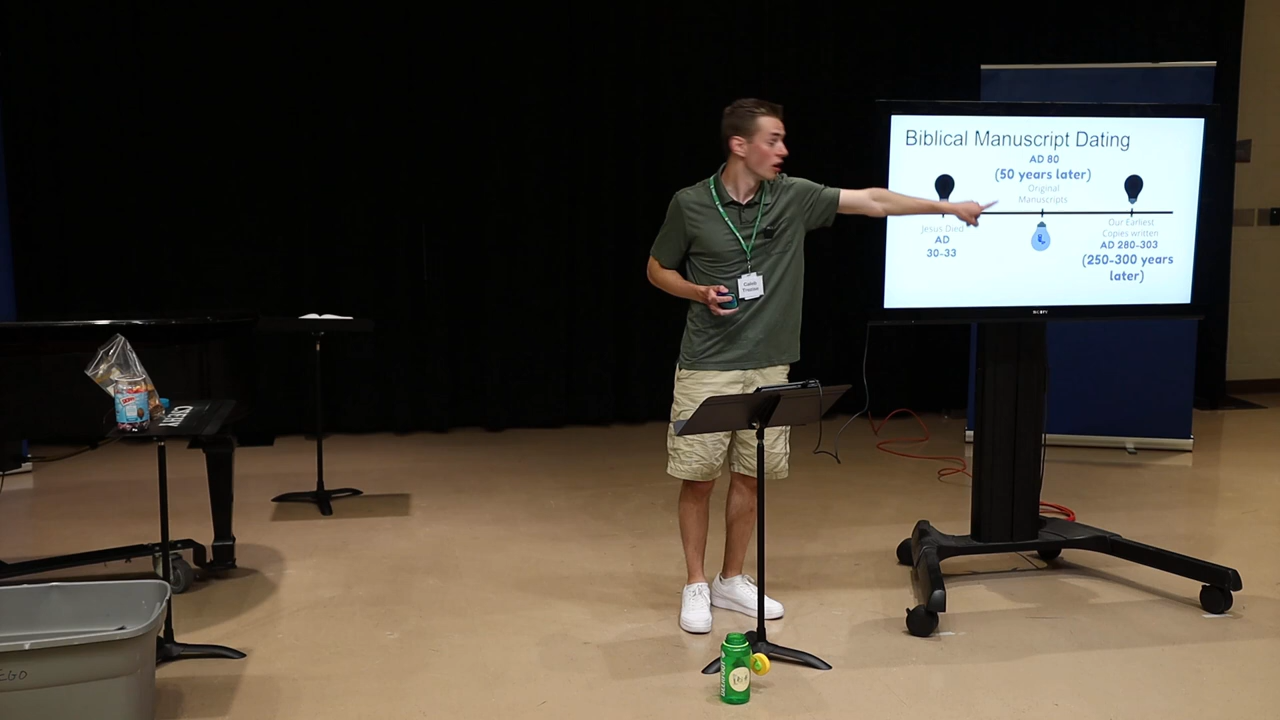 Biblical Manuscript Dating
AD 80
(50 years later)
Original
Manuscripts
Jesus Died
AD
30-33
Our Earliest
Copies written
AD 280-303
(250-300 years
later)
Caleb